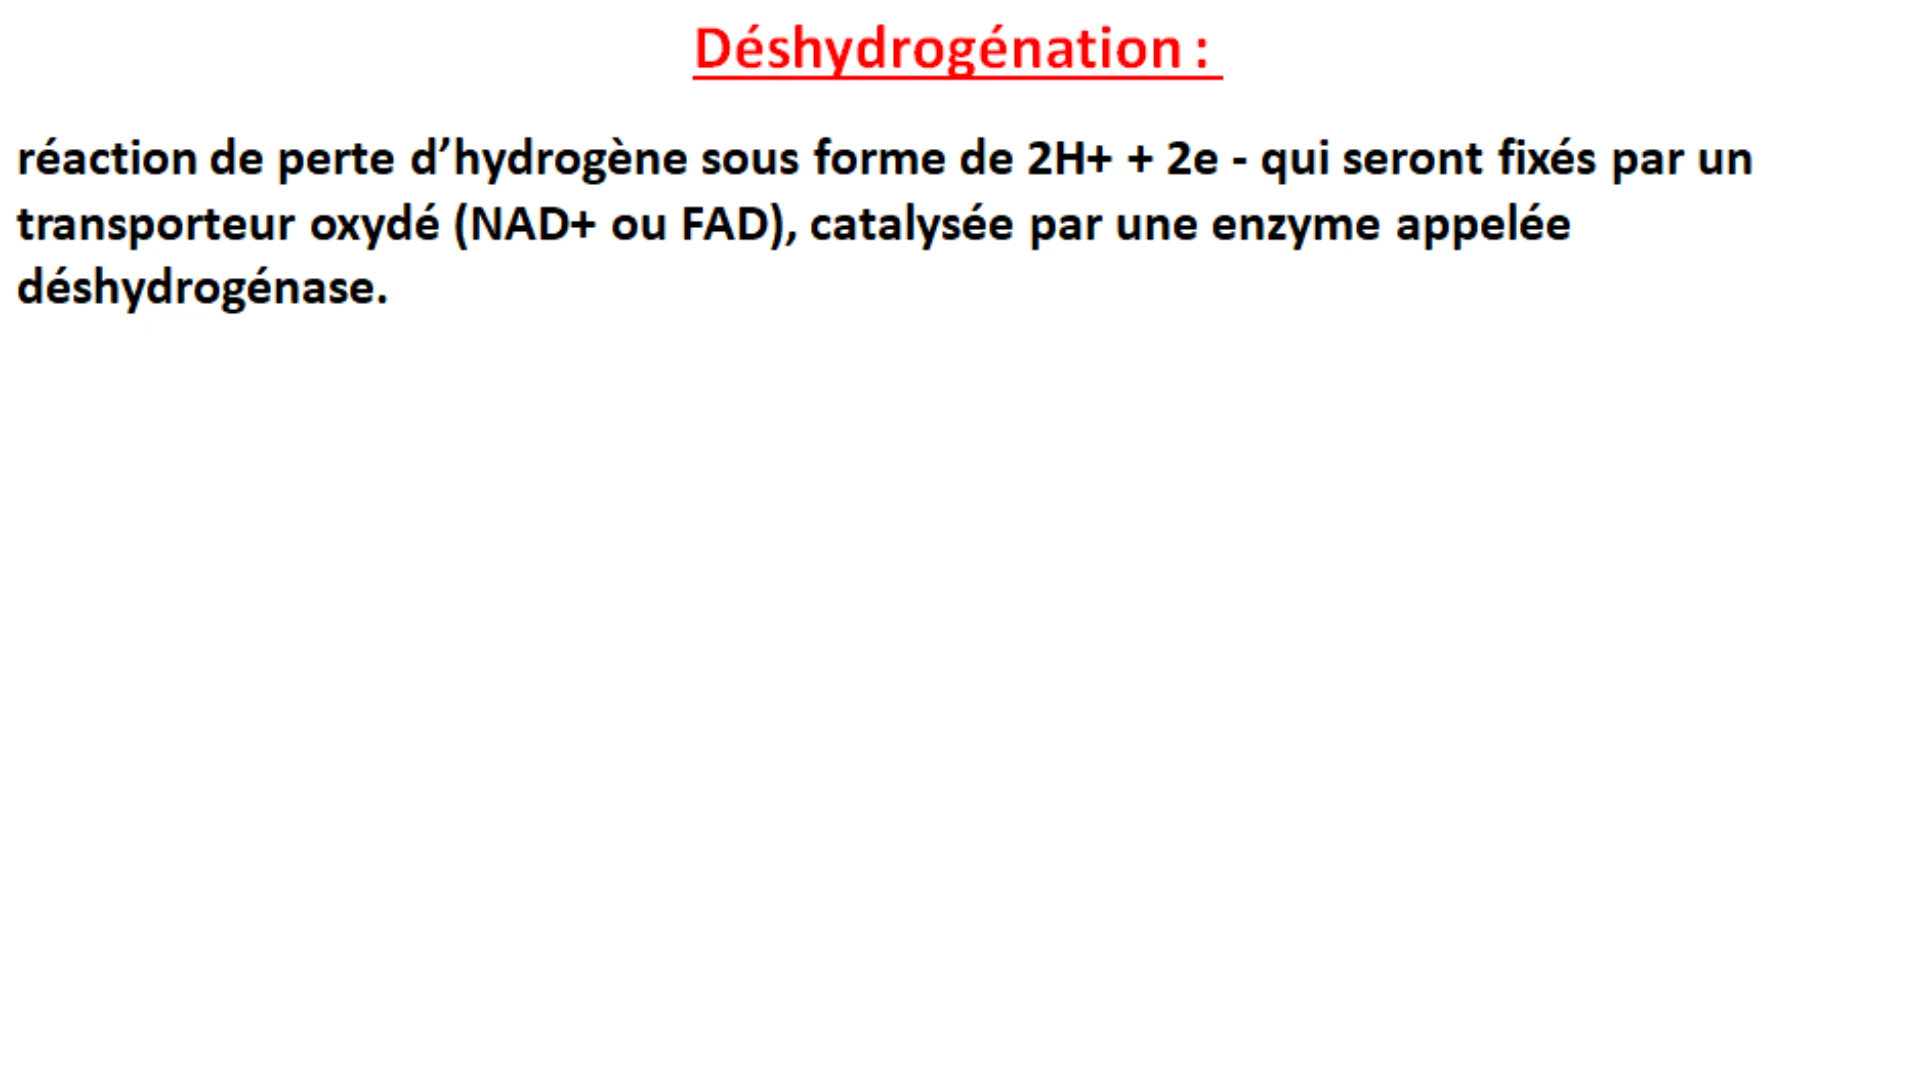 Déshydrogénation :
réaction de perte d’hydrogène sous forme de 2H+ + 2e - qui seront fixés par un
transporteur oxydé (NAD+ ou FAD), catalysée par une enzyme appelée
déshydrogénase.